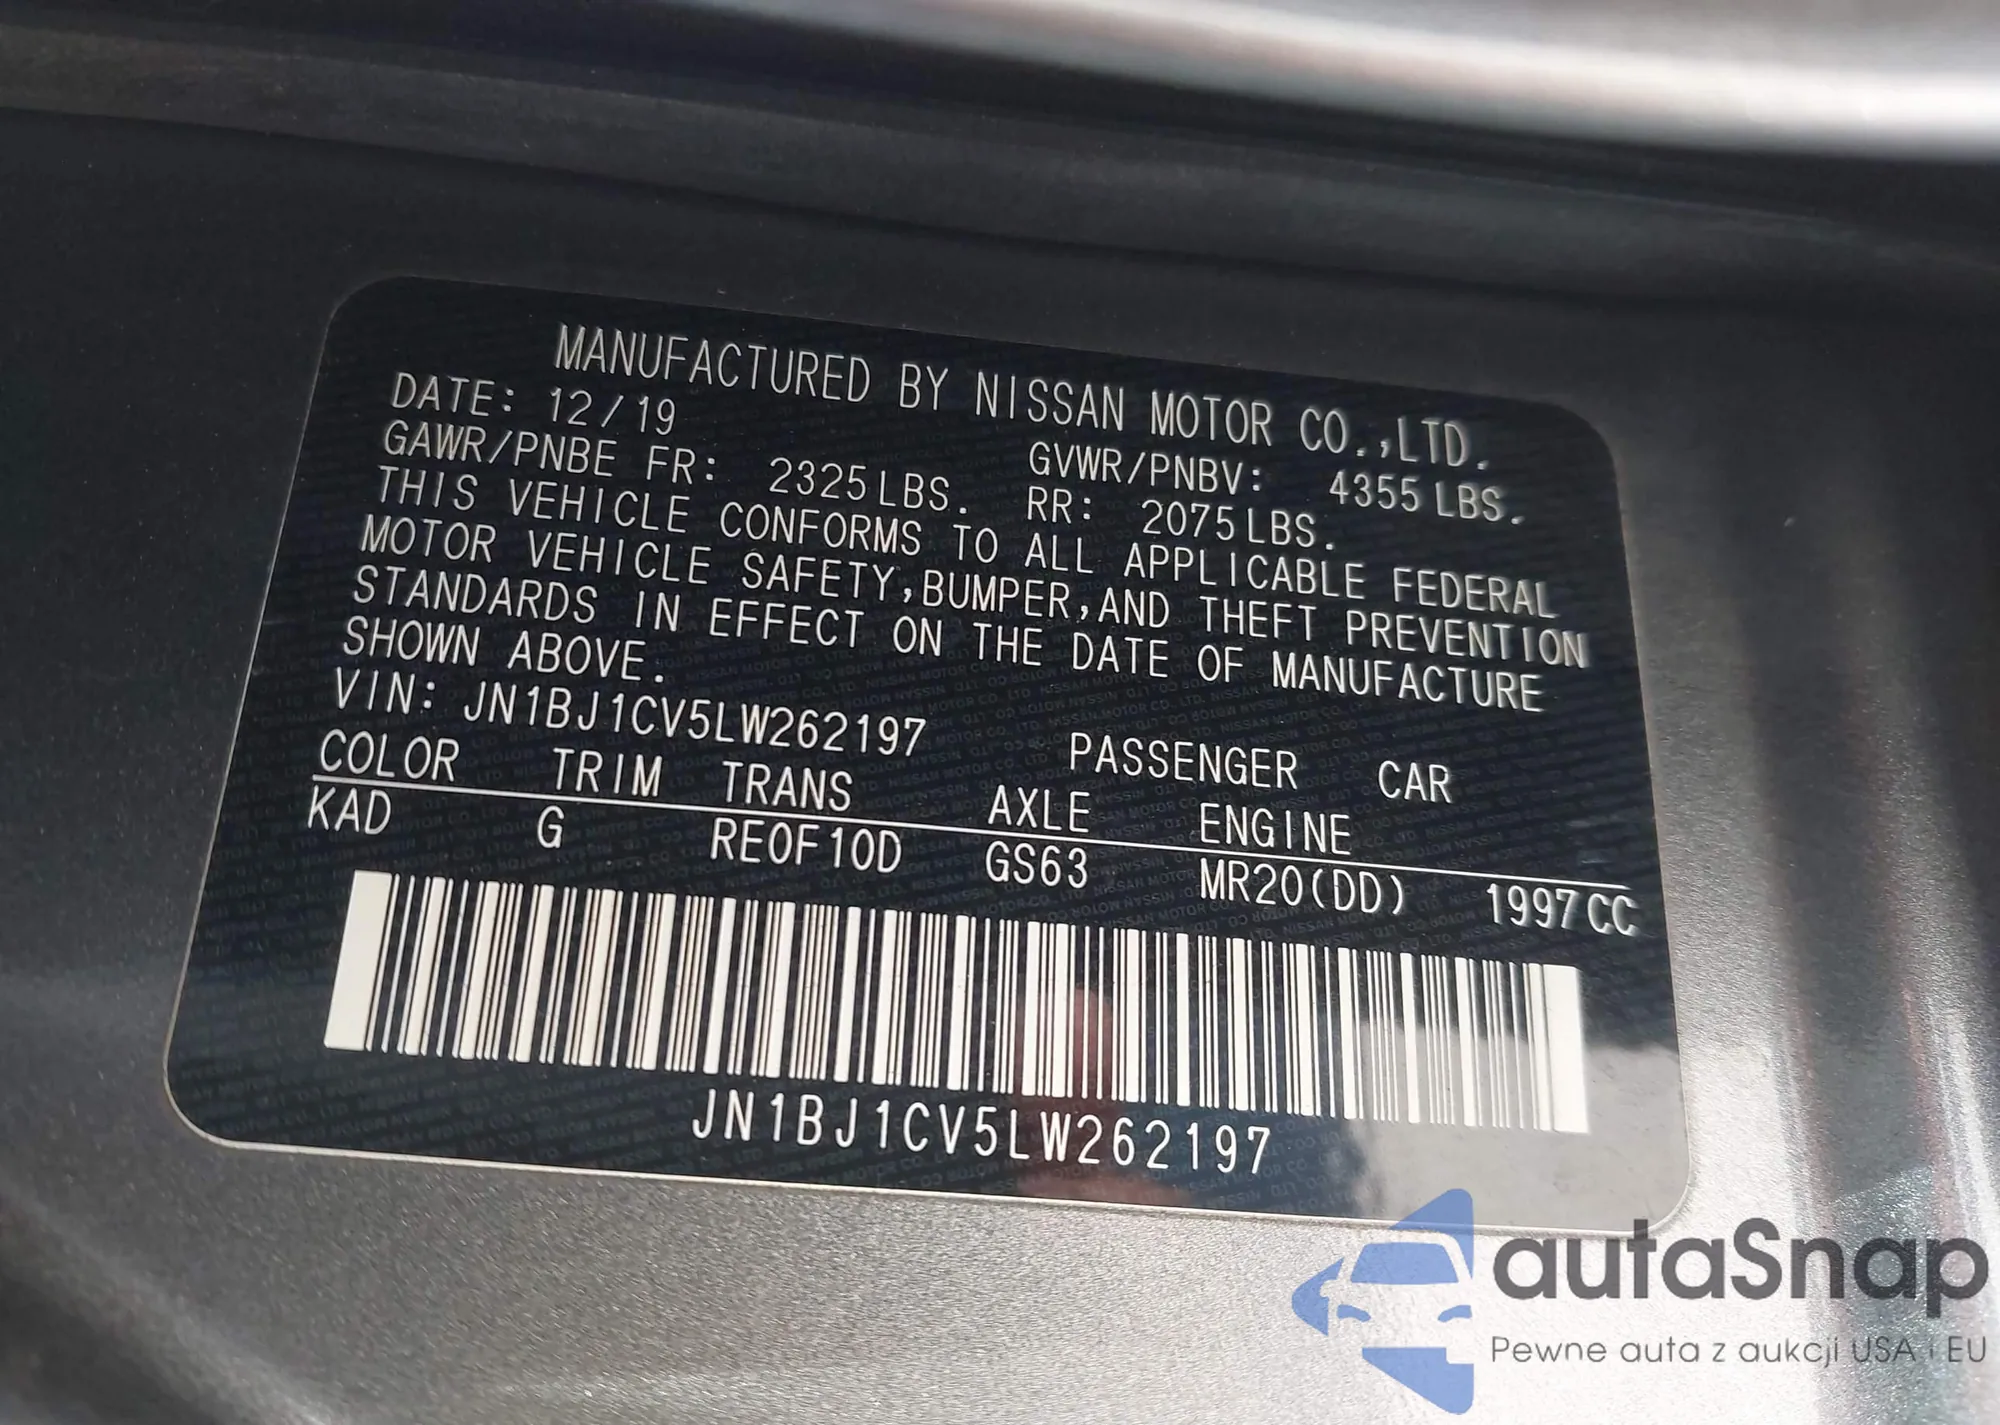 MANUFACTURED BY NISSAN MOTOR CO.,LTD.
DATE: 12/19 GVWR/PNBV: 4355 LBS.
GAWR/PNBE FR: 2325 LBS. RR: 2075 LBS.
THIS VEHICLE CONFORMS TO ALL APPLICABLE FEDERAL
MOTOR VEHICLE SAFETY,BUMPER,AND THEFT PREVENTION
STANDARDS IN EFFECT ON THE DATE OF MANUFACTURE
SHOWN ABOVE.
VIN: JN1BJ1CV5LW262197 PASSENGER CAR
COLOR TRIM TRANS AXLE ENGINE
KAD G RE0F10D GS63 MR20(DD) 1997 CC
JN1BJ1CV5LW262197
autaSnap
Pewne auta z aukcji USA i EU